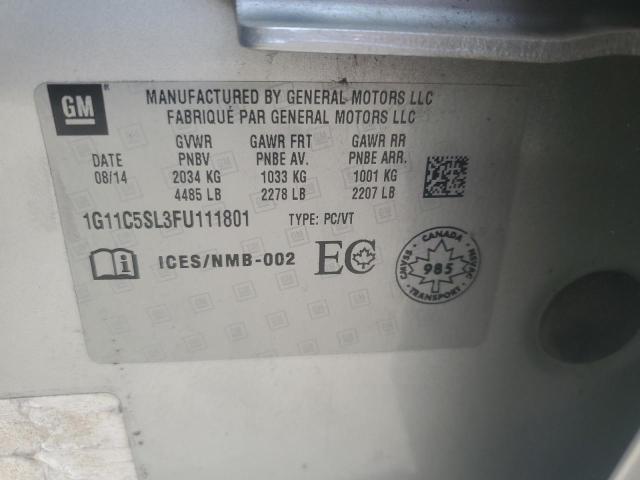 GM
MANUFACTURED BY GENERAL MOTORS LLC
FABRIQUÉ PAR GENERAL MOTORS LLC
GVWR GAWR FRT GAWR RR
DATE PNBV PNBE AV. PNBE ARR.
08/14 2034 KG 1033 KG 1001 KG
4485 LB 2278 LB 2207 LB
1G11C5SL3FU111801 TYPE: PC/VT
i ICES/NMB-002 EC
CANADA
CMVSS 985 NSVAC
TRANSPORT